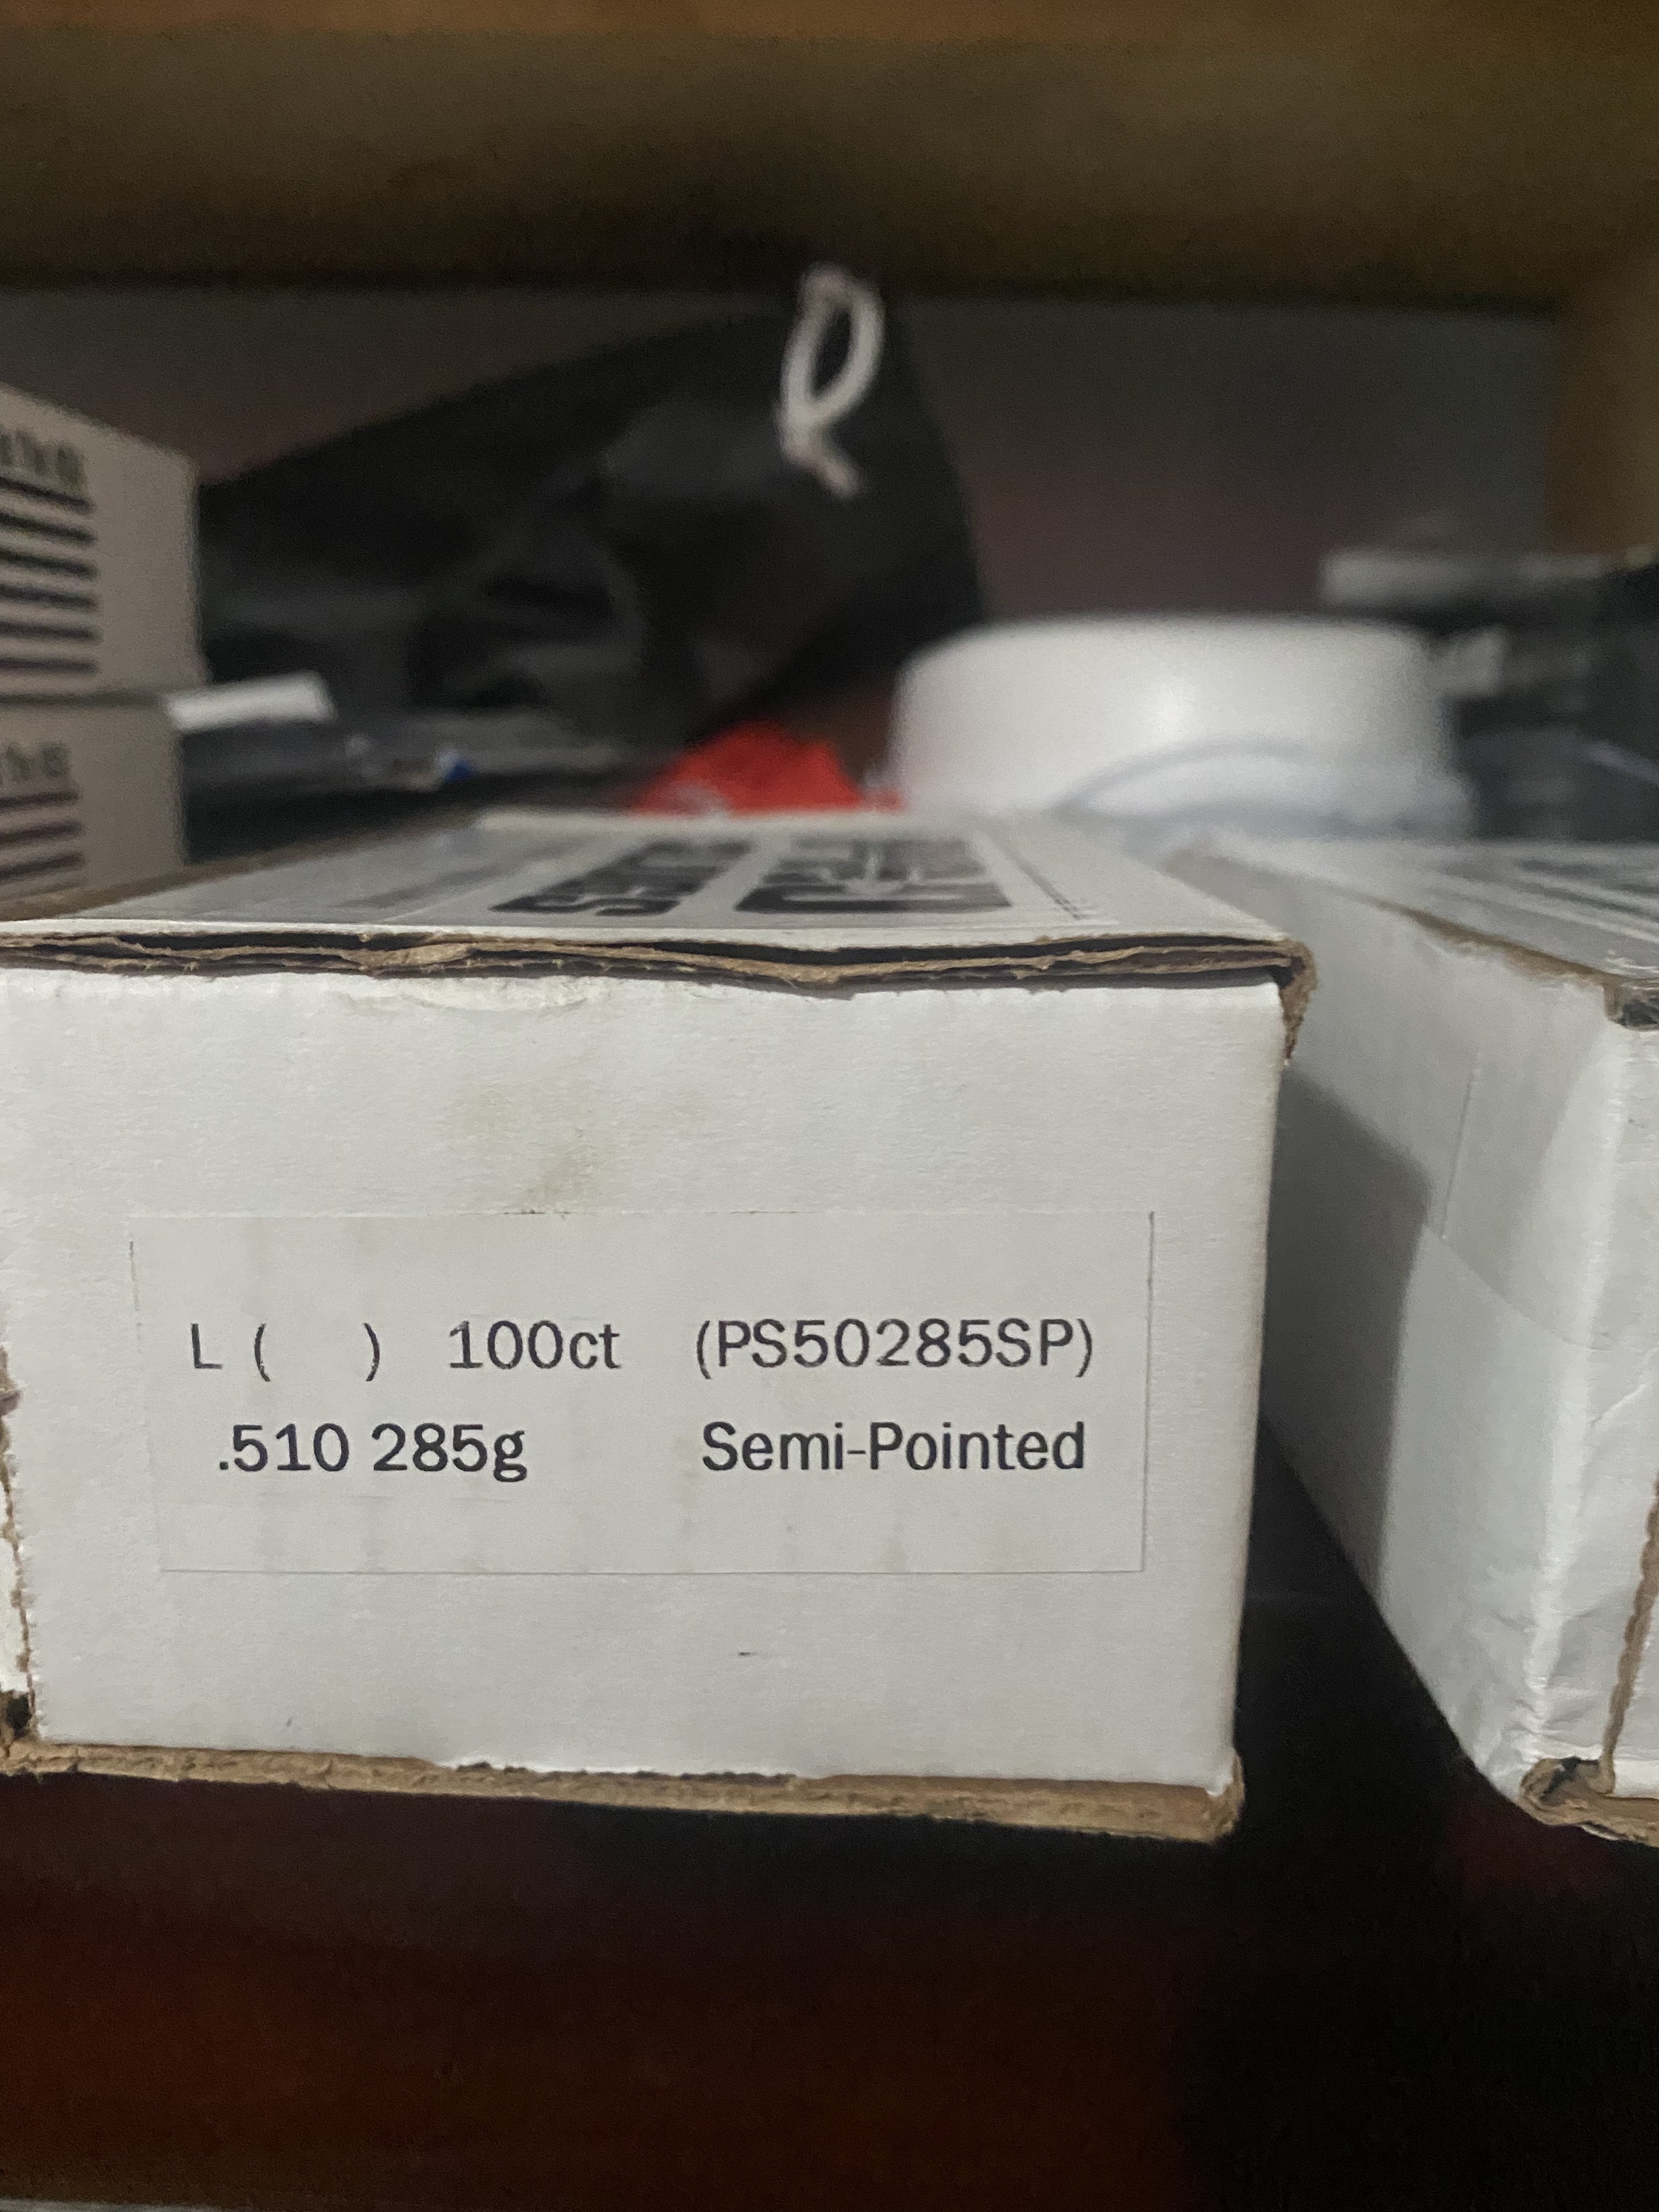 L (    ) 100ct (PS50285SP)
.510 285g Semi-Pointed